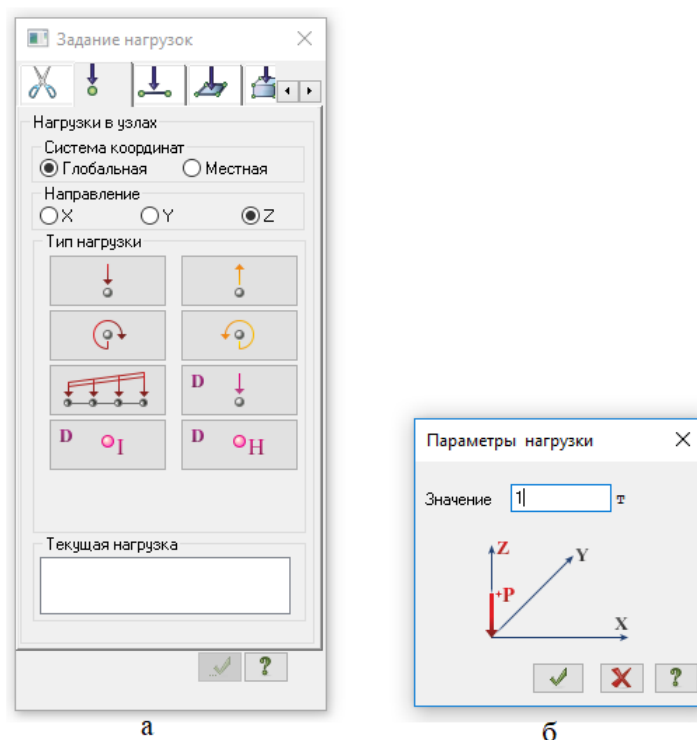 Задание нагрузок
Нагрузки в узлах
Система координат
Глобальная Местная
Направление
X Y Z
Тип нагрузки
D
D I D H
Текущая нагрузка
?
а
Параметры нагрузки
Значение 1 т
Z
Y
+P
X
?
б